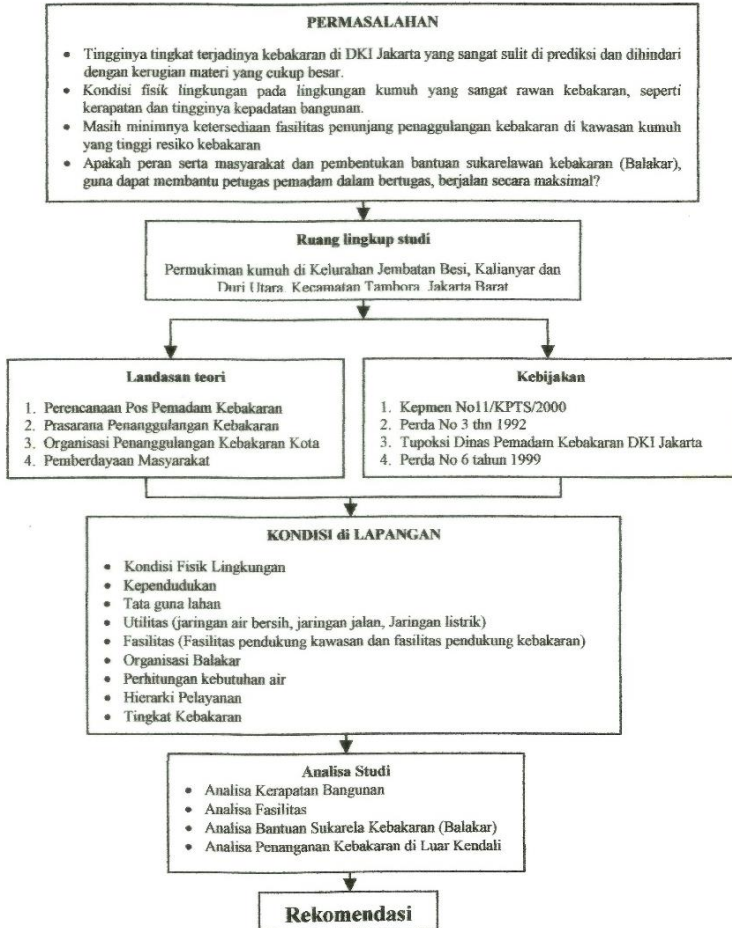 PERMASALAHAN
• Tingginya tingkat terjadinya kebakaran di DKI Jakarta yang sangat sulit di prediksi dan dihindari
dengan kerugian materi yang cukup besar.
• Kondisi fisik lingkungan pada lingkungan kumuh yang sangat rawan kebakaran, seperti
kerapatan dan tingginya kepadatan bangunan.
• Masih minimnya ketersediaan fasilitas penunjang penaggulangan kebakaran di kawasan kumuh
yang tinggi resiko kebakaran
• Apakah peran serta masyarakat dan pembentukan bantuan sukarelawan kebakaran (Balakar),
guna dapat membantu petugas pemadam dalam bertugas, berjalan secara maksimal?
Ruang lingkup studi
Permukiman kumuh di Kelurahan Jembatan Besi, Kalianyar dan
Duri Utara, Kecamatan Tambora, Jakarta Barat
Landasan teori
1. Perencanaan Pos Pemadam Kebakaran
2. Prasarana Penanggulangan Kebakaran
3. Organisasi Penanggulangan Kebakaran Kota
4. Pemberdayaan Masyarakat
Kebijakan
1. Kepmen No11/KPTS/2000
2. Perda No 3 thn 1992
3. Tupoksi Dinas Pemadam Kebakaran DKI Jakarta
4. Perda No 6 tahun 1999
KONDISI di LAPANGAN
• Kondisi Fisik Lingkungan
• Kependudukan
• Tata guna lahan
• Utilitas (jaringan air bersih, jaringan jalan, Jaringan listrik)
• Fasilitas (Fasilitas pendukung kawasan dan fasilitas pendukung kebakaran)
• Organisasi Balakar
• Perhitungan kebutuhan air
• Hierarki Pelayanan
• Tingkat Kebakaran
Analisa Studi
• Analisa Kerapatan Bangunan
• Analisa Fasilitas
• Analisa Bantuan Sukarela Kebakaran (Balakar)
• Analisa Penanganan Kebakaran di Luar Kendali
Rekomendasi